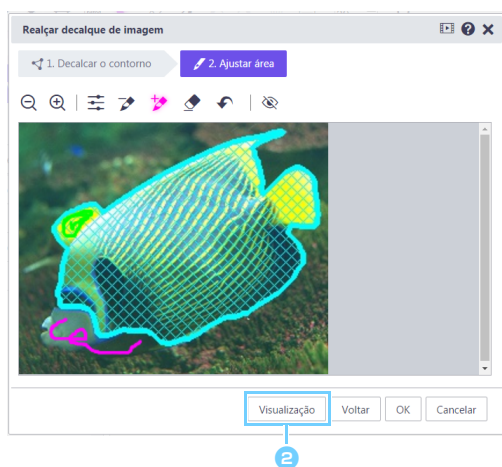 Realçar decalque de imagem
1. Decalcar o contorno
2. Ajustar área
Visualização Voltar OK Cancelar
2